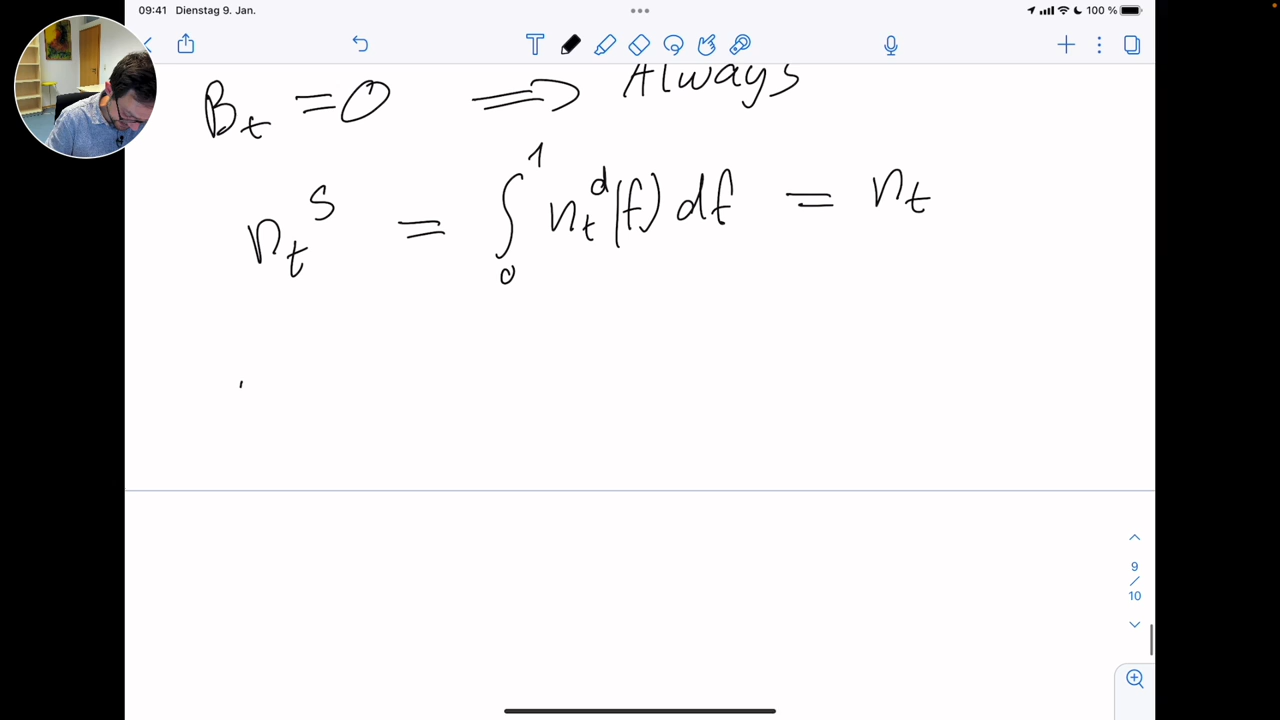 09:41 Dienstag 9. Jan. 100 %
T
B_t = 0 ⟹ Always
n_t^s = ∫_0^1 n_t^d(f) df = n_t
9
/
10